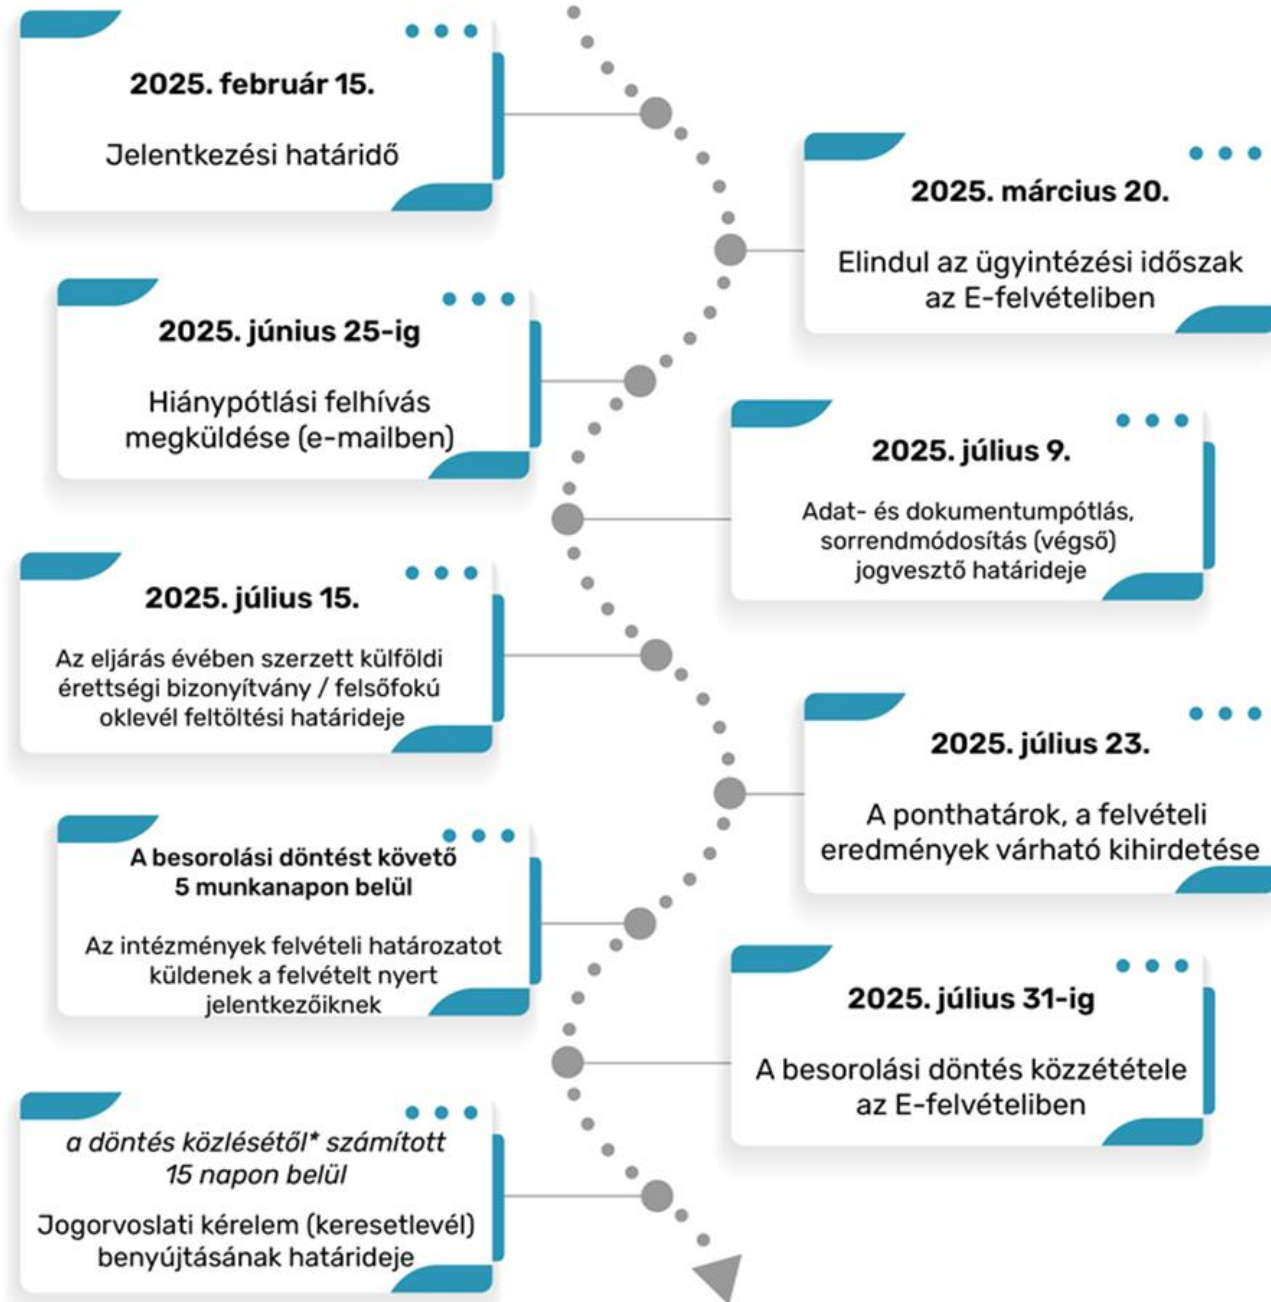 2025. február 15.
Jelentkezési határidő
2025. március 20.
Elindul az ügyintézési időszak
az E-felvételiben
2025. június 25-ig
Hiánypótlási felhívás
megküldése (e-mailben)
2025. július 9.
Adat- és dokumentumpótlás,
sorrendmódosítás (végső)
jogvesztő határideje
2025. július 15.
Az eljárás évében szerzett külföldi
érettségi bizonyítvány / felsőfokú
oklevél feltöltési határideje
2025. július 23.
A ponthatárok, a felvételi
eredmények várható kihirdetése
A besorolási döntést követő
5 munkanapon belül
Az intézmények felvételi határozatot
küldenek a felvételt nyert
jelentkezőiknek
2025. július 31-ig
A besorolási döntés közzététele
az E-felvételiben
a döntés közlésétől* számított
15 napon belül
Jogorvoslati kérelem (keresetlevél)
benyújtásának határideje